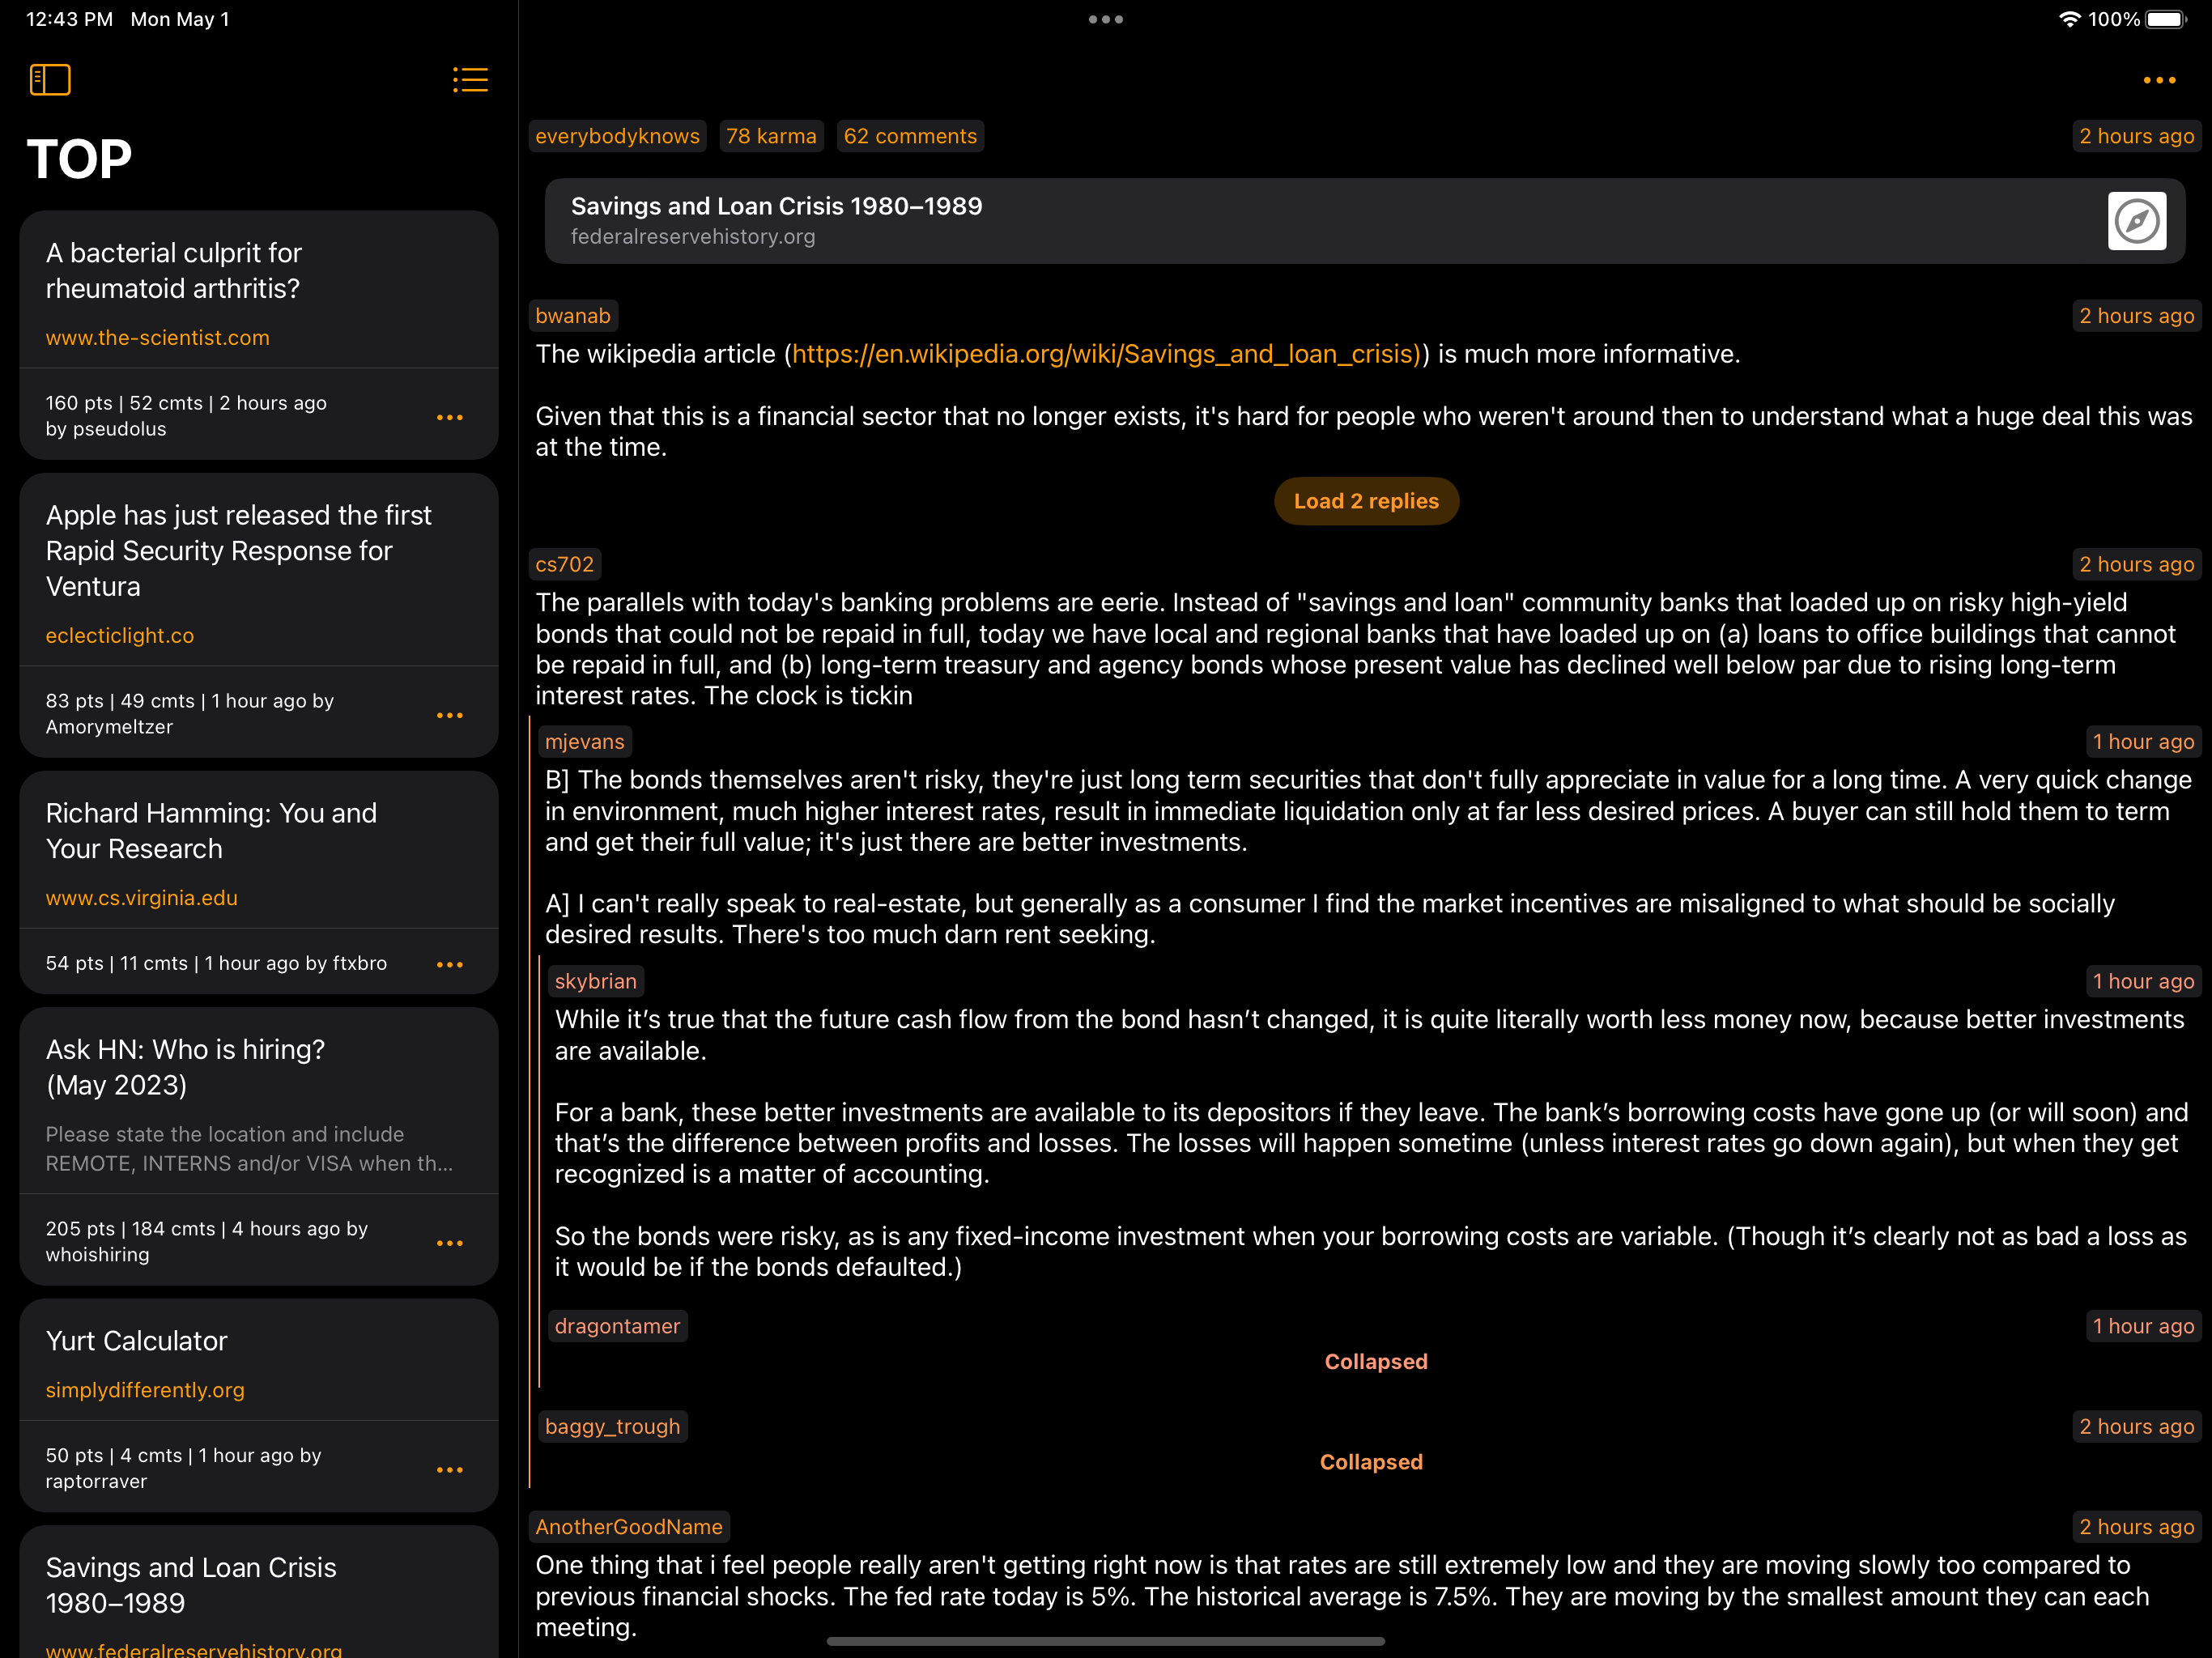 12:43 PM Mon May 1
100%
TOP
A bacterial culprit for
rheumatoid arthritis?
www.the-scientist.com
160 pts | 52 cmts | 2 hours ago
by pseudolus
Apple has just released the first
Rapid Security Response for
Ventura
eclecticlight.co
83 pts | 49 cmts | 1 hour ago by
Amorymeltzer
Richard Hamming: You and
Your Research
www.cs.virginia.edu
54 pts | 11 cmts | 1 hour ago by ftxbro
Ask HN: Who is hiring?
(May 2023)
Please state the location and include
REMOTE, INTERNS and/or VISA when th...
205 pts | 184 cmts | 4 hours ago by
whoishiring
Yurt Calculator
simplydifferently.org
50 pts | 4 cmts | 1 hour ago by
raptorraver
Savings and Loan Crisis
1980–1989
www.federalreservehistory.org
everybodyknows 78 karma 62 comments 2 hours ago
Savings and Loan Crisis 1980–1989
federalreservehistory.org
bwanab 2 hours ago
The wikipedia article (https://en.wikipedia.org/wiki/Savings_and_loan_crisis)) is much more informative.
Given that this is a financial sector that no longer exists, it's hard for people who weren't around then to understand what a huge deal this was
at the time.
Load 2 replies
cs702 2 hours ago
The parallels with today's banking problems are eerie. Instead of "savings and loan" community banks that loaded up on risky high-yield
bonds that could not be repaid in full, today we have local and regional banks that have loaded up on (a) loans to office buildings that cannot
be repaid in full, and (b) long-term treasury and agency bonds whose present value has declined well below par due to rising long-term
interest rates. The clock is tickin
mjevans 1 hour ago
B] The bonds themselves aren't risky, they're just long term securities that don't fully appreciate in value for a long time. A very quick change
in environment, much higher interest rates, result in immediate liquidation only at far less desired prices. A buyer can still hold them to term
and get their full value; it's just there are better investments.
A] I can't really speak to real-estate, but generally as a consumer I find the market incentives are misaligned to what should be socially
desired results. There's too much darn rent seeking.
skybrian 1 hour ago
While it’s true that the future cash flow from the bond hasn’t changed, it is quite literally worth less money now, because better investments
are available.
For a bank, these better investments are available to its depositors if they leave. The bank’s borrowing costs have gone up (or will soon) and
that’s the difference between profits and losses. The losses will happen sometime (unless interest rates go down again), but when they get
recognized is a matter of accounting.
So the bonds were risky, as is any fixed-income investment when your borrowing costs are variable. (Though it’s clearly not as bad a loss as
it would be if the bonds defaulted.)
dragontamer 1 hour ago
Collapsed
baggy_trough 2 hours ago
Collapsed
AnotherGoodName 2 hours ago
One thing that i feel people really aren't getting right now is that rates are still extremely low and they are moving slowly too compared to
previous financial shocks. The fed rate today is 5%. The historical average is 7.5%. They are moving by the smallest amount they can each
meeting.